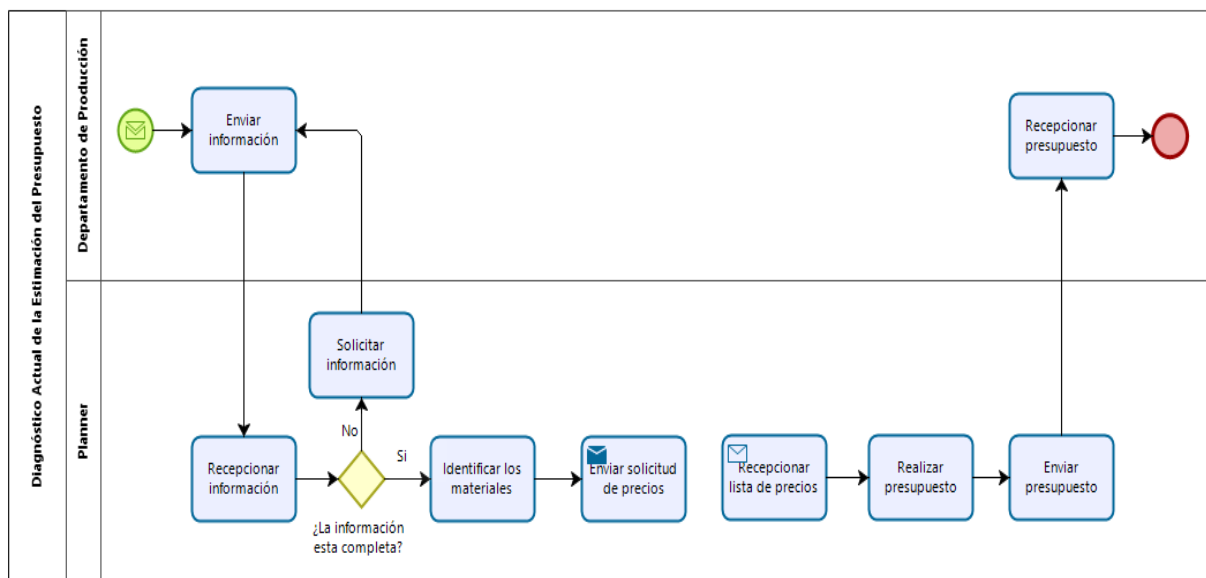 Diagnóstico Actual de la Estimación del Presupuesto
Departamento de Producción
Enviar
información
Recepcionar
presupuesto
Planner
Solicitar
información
No
Si
Recepcionar
información
¿La información
esta completa?
Identificar los
materiales
Enviar solicitud
de precios
Recepcionar
lista de precios
Realizar
presupuesto
Enviar
presupuesto